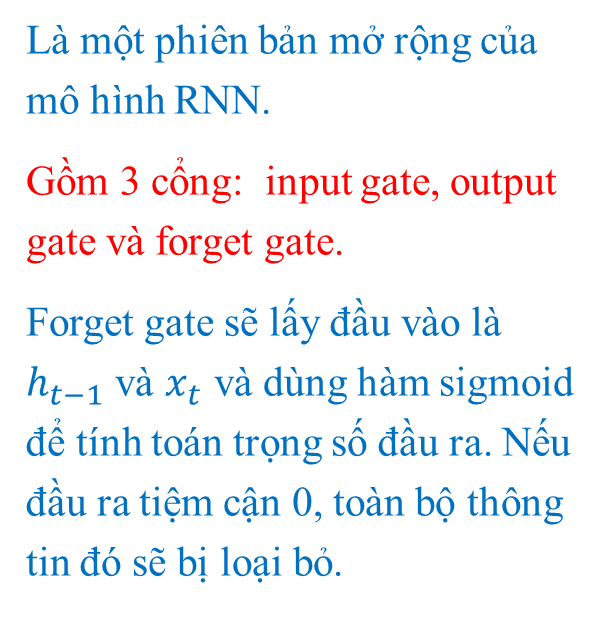 Là một phiên bản mở rộng của
mô hình RNN.
Gồm 3 cổng:  input gate, output
gate và forget gate.
Forget gate sẽ lấy đầu vào là
hₜ₋₁ và xₜ và dùng hàm sigmoid
để tính toán trọng số đầu ra. Nếu
đầu ra tiệm cận 0, toàn bộ thông
tin đó sẽ bị loại bỏ.